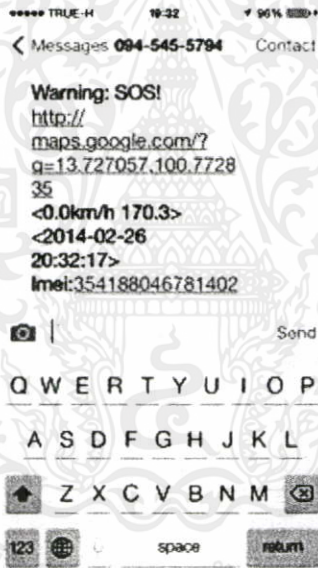 TRUE-H 19:32 96%
Messages 094-545-5794 Contact
Warning: SOS!
http://
maps.google.com/?
q=13.727057,100.7728
35
<0.0km/h 170.3>
<2014-02-26
20:32:17>
Imei:354188046781402
Send
Q W E R T Y U I O P
A S D F G H J K L
Z X C V B N M
123 space return